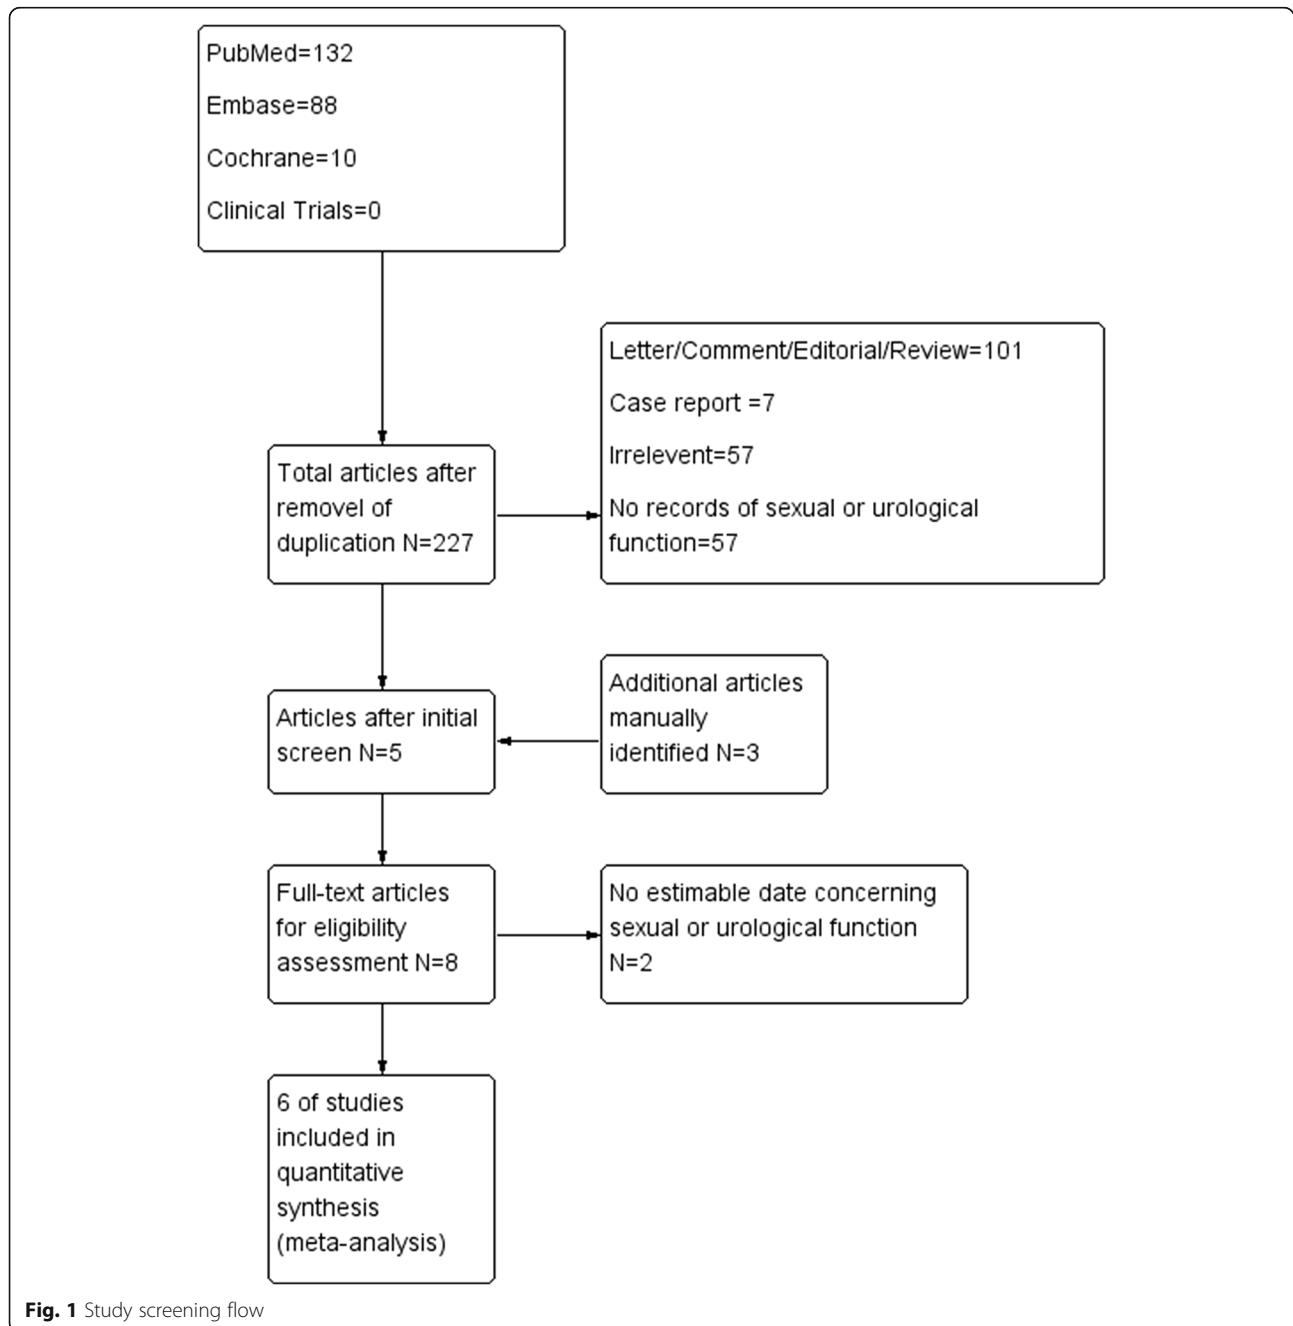 PubMed=132
Embase=88
Cochrane=10
Clinical Trials=0
Letter/Comment/Editorial/Review=101
Case report =7
Irrelevent=57
No records of sexual or urological
function=57
Total articles after
removel of
duplication N=227
Articles after initial
screen N=5
Additional articles
manually
identified N=3
Full-text articles
for eligibility
assessment N=8
No estimable date concerning
sexual or urological function
N=2
6 of studies
included in
quantitative
synthesis
(meta-analysis)
Fig. 1 Study screening flow